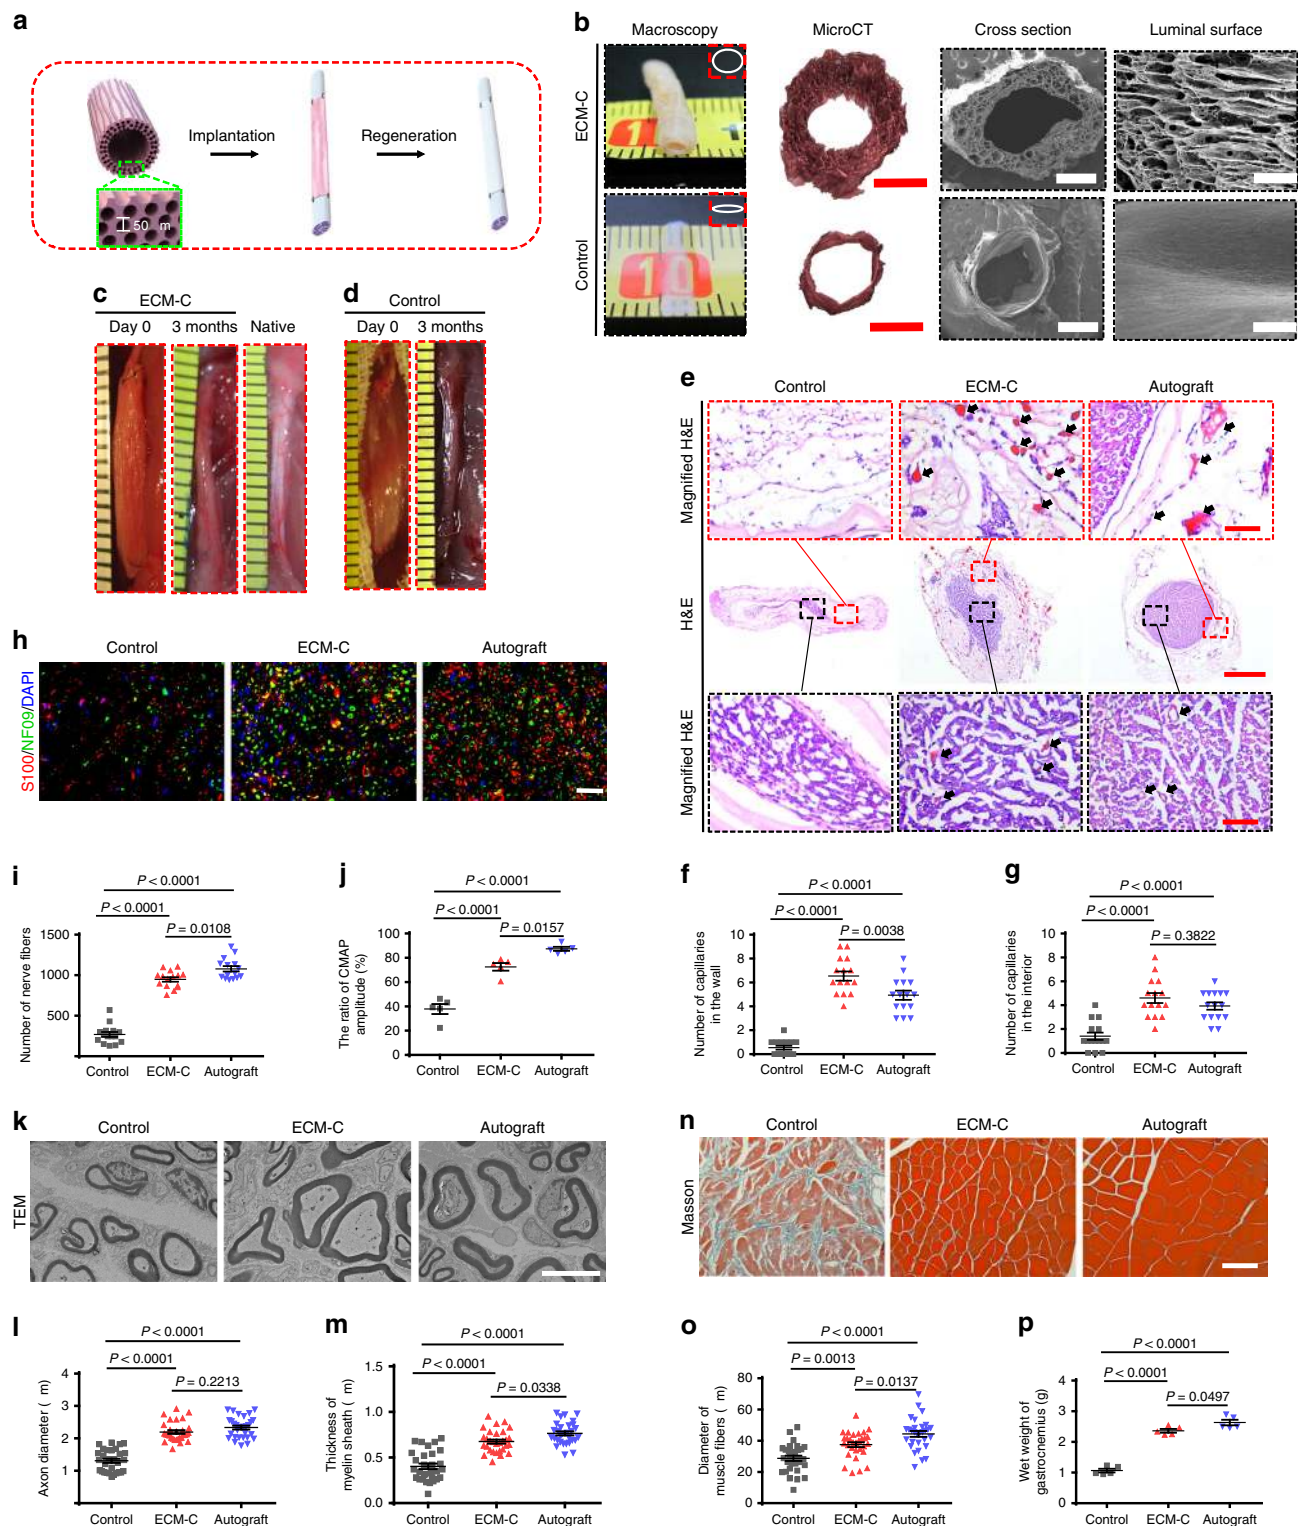 a
Implantation
Regeneration
50 m
b
Macroscopy
MicroCT
Cross section
Luminal surface
ECM-C
Control
1
1 0
c
ECM-C
Day 0
3 months
Native
d
Control
Day 0
3 months
e
Control
ECM-C
Autograft
Magnified H&E
H&E
Magnified H&E
h
Control
ECM-C
Autograft
S100/NF09/DAPI
i
P < 0.0001
P < 0.0001
P = 0.0108
Number of nerve fibers
1500
1000
500
Control
ECM-C
Autograft
j
P < 0.0001
P < 0.0001
P = 0.0157
The ratio of CMAP
amplitude (%)
100
80
60
40
20
0
Control
ECM-C
Autograft
f
P < 0.0001
P < 0.0001
P = 0.0038
Number of capillaries
in the wall
10
8
6
4
2
0
Control
ECM-C
Autograft
g
P < 0.0001
P < 0.0001
P = 0.3822
Number of capillaries
in the interior
10
8
6
4
2
0
Control
ECM-C
Autograft
k
Control
ECM-C
Autograft
TEM
n
Control
ECM-C
Autograft
Masson
l
P < 0.0001
P < 0.0001
P = 0.2213
Axon diameter ( m)
4
3
2
1
Control
ECM-C
Autograft
m
P < 0.0001
P < 0.0001
P = 0.0338
Thickness of
myelin sheath ( m)
1.5
1.0
0.5
0.0
Control
ECM-C
Autograft
o
P < 0.0001
P = 0.0013
P = 0.0137
Diameter of
muscle fibers ( m)
80
60
40
20
0
Control
ECM-C
Autograft
p
P < 0.0001
P < 0.0001
P = 0.0497
Wet weight of
gastrocnemius (g)
4
3
2
1
0
Control
ECM-C
Autograft